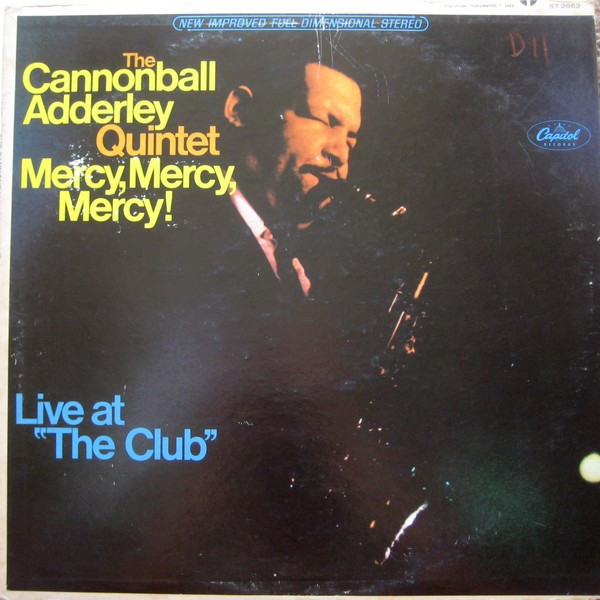 NEW IMPROVED FULL DIMENSIONAL STEREO
ST 2663
D11
The
Cannonball
Adderley
Quintet
Mercy, Mercy,
Mercy!
Capitol
RECORDS
Live at
"The Club"